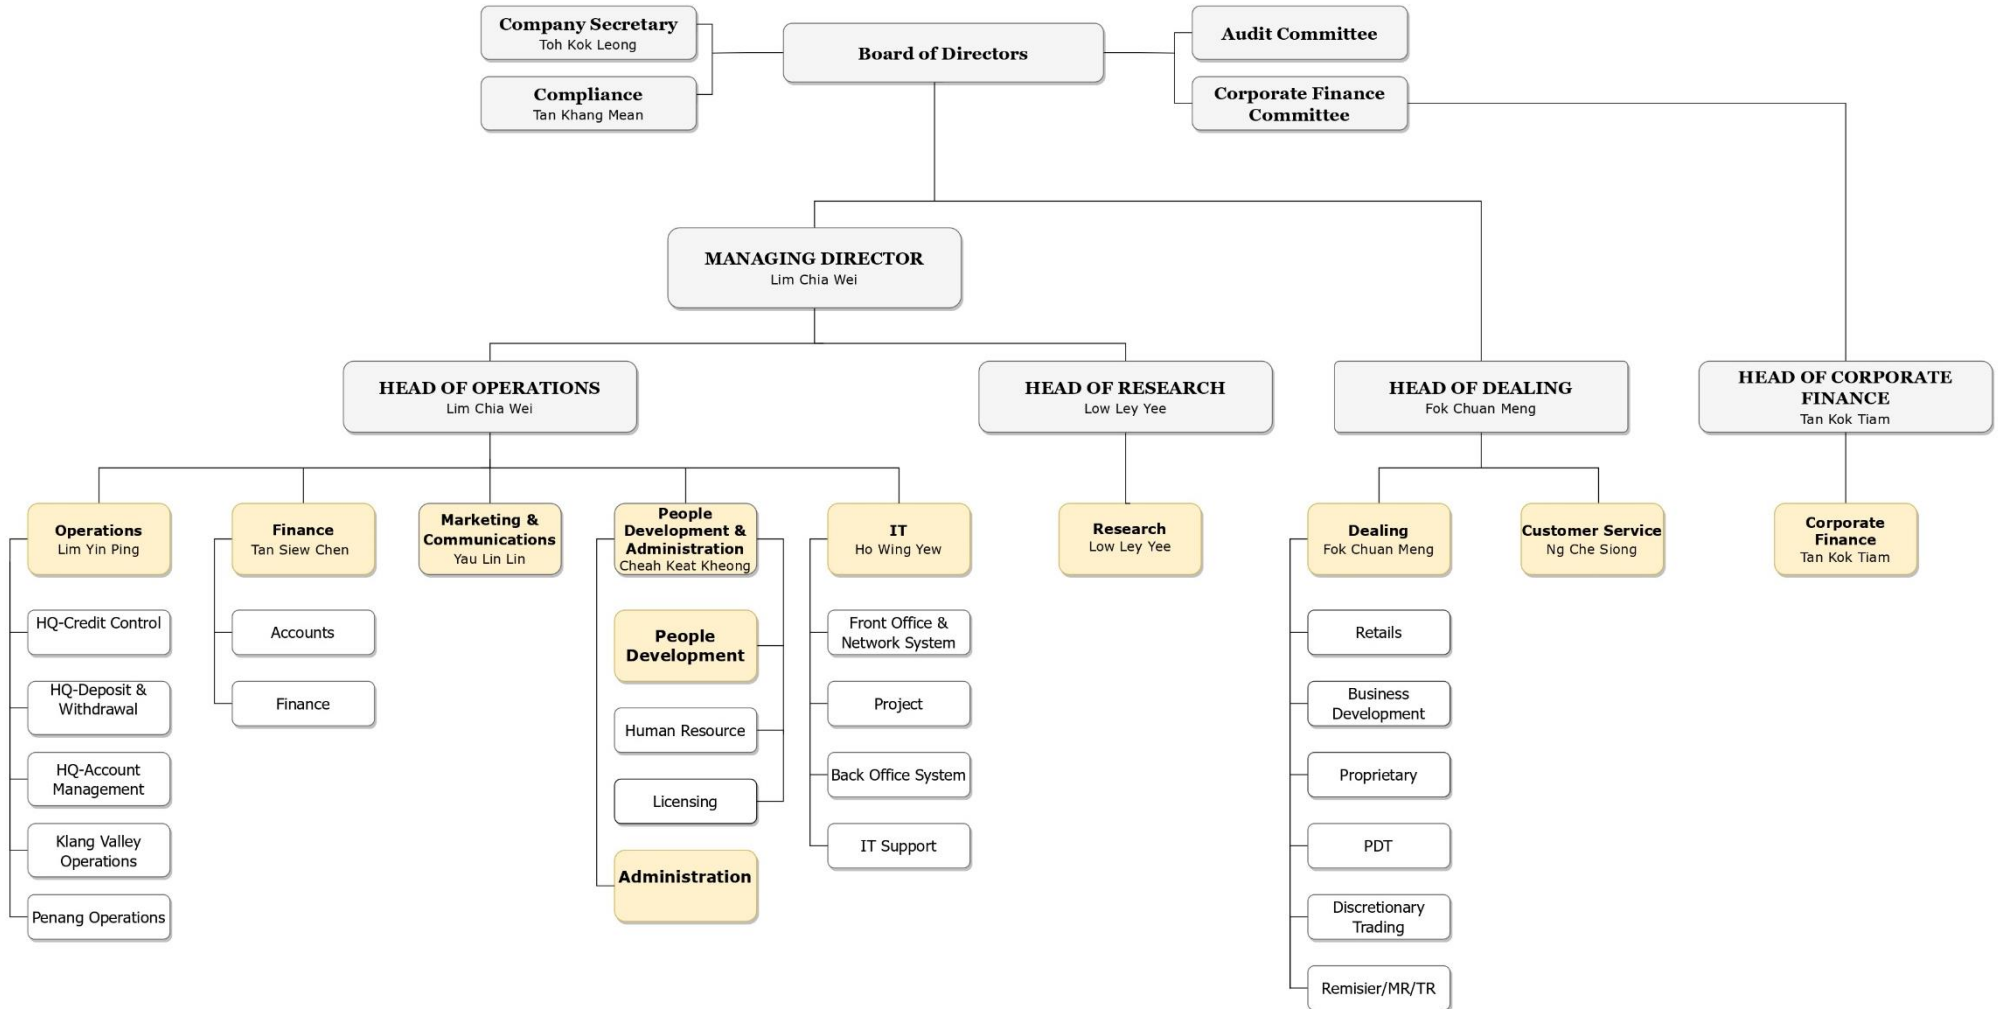 Company Secretary
Toh Kok Leong
Board of Directors
Audit Committee
Compliance
Tan Khang Mean
Corporate Finance
Committee
MANAGING DIRECTOR
Lim Chia Wei
HEAD OF OPERATIONS
Lim Chia Wei
HEAD OF RESEARCH
Low Ley Yee
HEAD OF DEALING
Fok Chuan Meng
HEAD OF CORPORATE
FINANCE
Tan Kok Tiam
Operations
Lim Yin Ping
HQ-Credit Control
HQ-Deposit &
Withdrawal
HQ-Account
Management
Klang Valley
Operations
Penang Operations
Finance
Tan Siew Chen
Accounts
Finance
Marketing &
Communications
Yau Lin Lin
People
Development &
Administration
Cheah Keat Kheong
People
Development
Human Resource
Licensing
Administration
IT
Ho Wing Yew
Front Office &
Network System
Project
Back Office System
IT Support
Research
Low Ley Yee
Dealing
Fok Chuan Meng
Retails
Business
Development
Proprietary
PDT
Discretionary
Trading
Remisier/MR/TR
Customer Service
Ng Che Siong
Corporate
Finance
Tan Kok Tiam